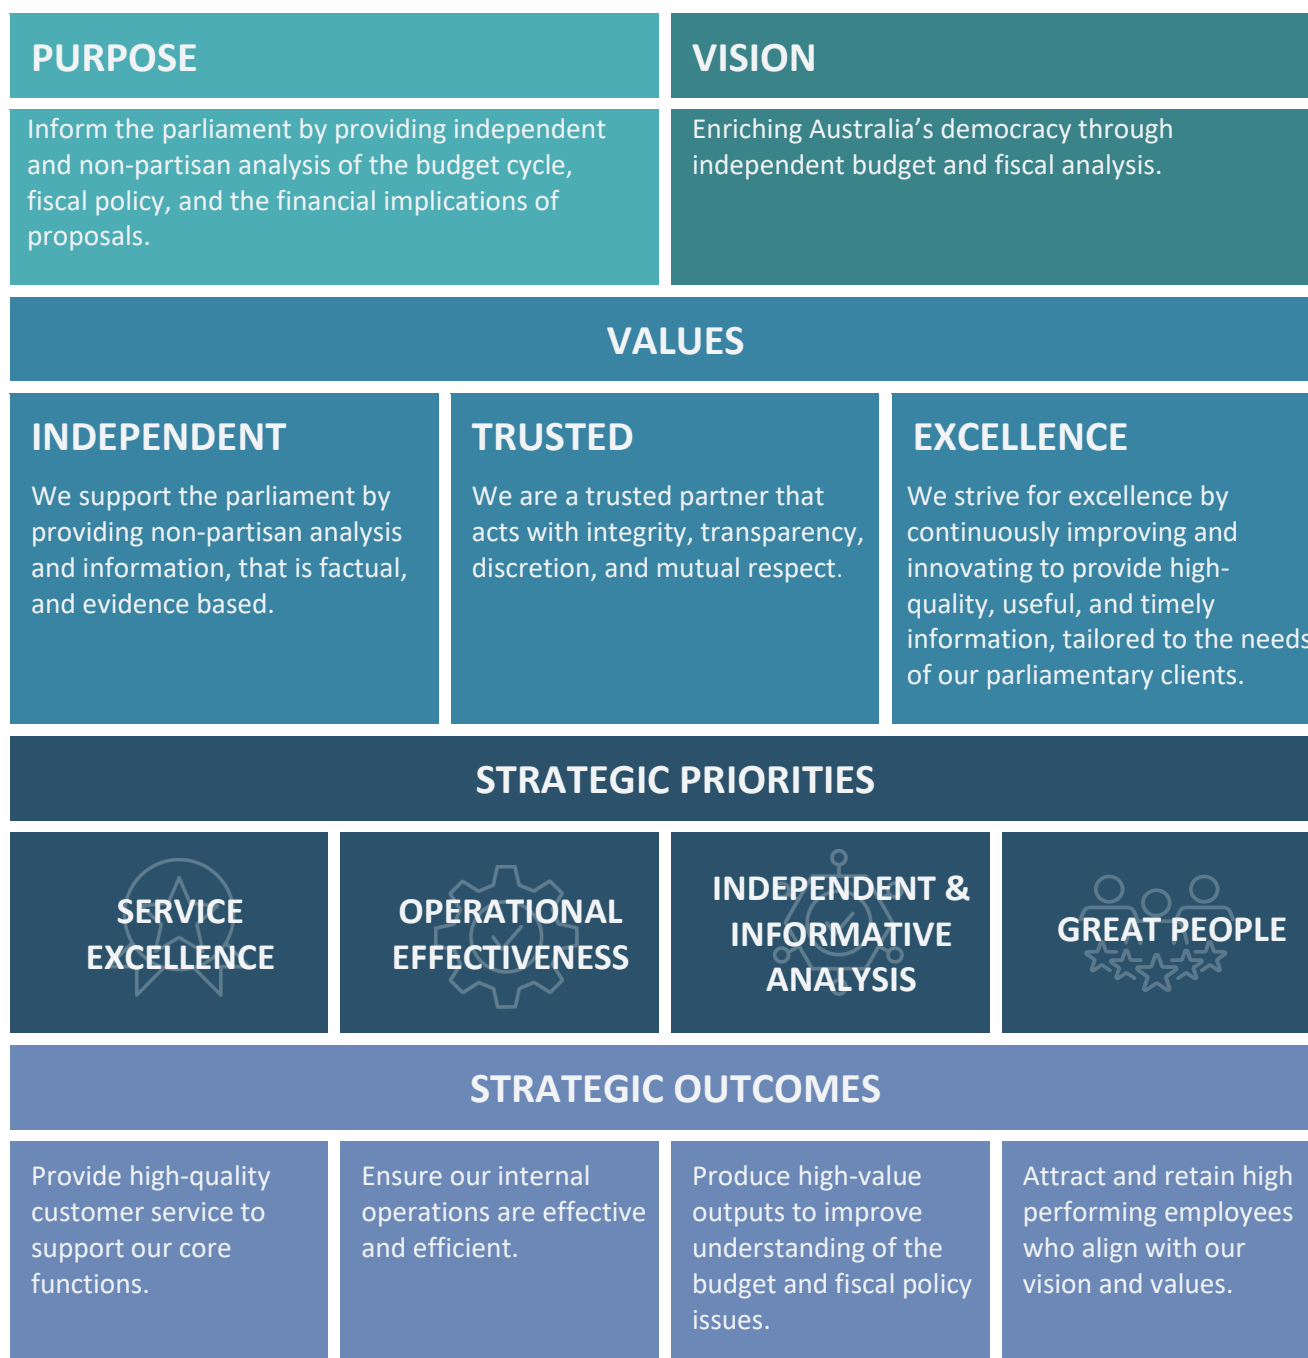 PURPOSE
Inform the parliament by providing independent
and non-partisan analysis of the budget cycle,
fiscal policy, and the financial implications of
proposals.
VISION
Enriching Australia’s democracy through
independent budget and fiscal analysis.
VALUES
INDEPENDENT
We support the parliament by
providing non-partisan analysis
and information, that is factual,
and evidence based.
TRUSTED
We are a trusted partner that
acts with integrity, transparency,
discretion, and mutual respect.
EXCELLENCE
We strive for excellence by
continuously improving and
innovating to provide high-
quality, useful, and timely
information, tailored to the needs
of our parliamentary clients.
STRATEGIC PRIORITIES
SERVICE
EXCELLENCE
OPERATIONAL
EFFECTIVENESS
INDEPENDENT &
INFORMATIVE
ANALYSIS
GREAT PEOPLE
STRATEGIC OUTCOMES
Provide high-quality
customer service to
support our core
functions.
Ensure our internal
operations are effective
and efficient.
Produce high-value
outputs to improve
understanding of the
budget and fiscal policy
issues.
Attract and retain high
performing employees
who align with our
vision and values.